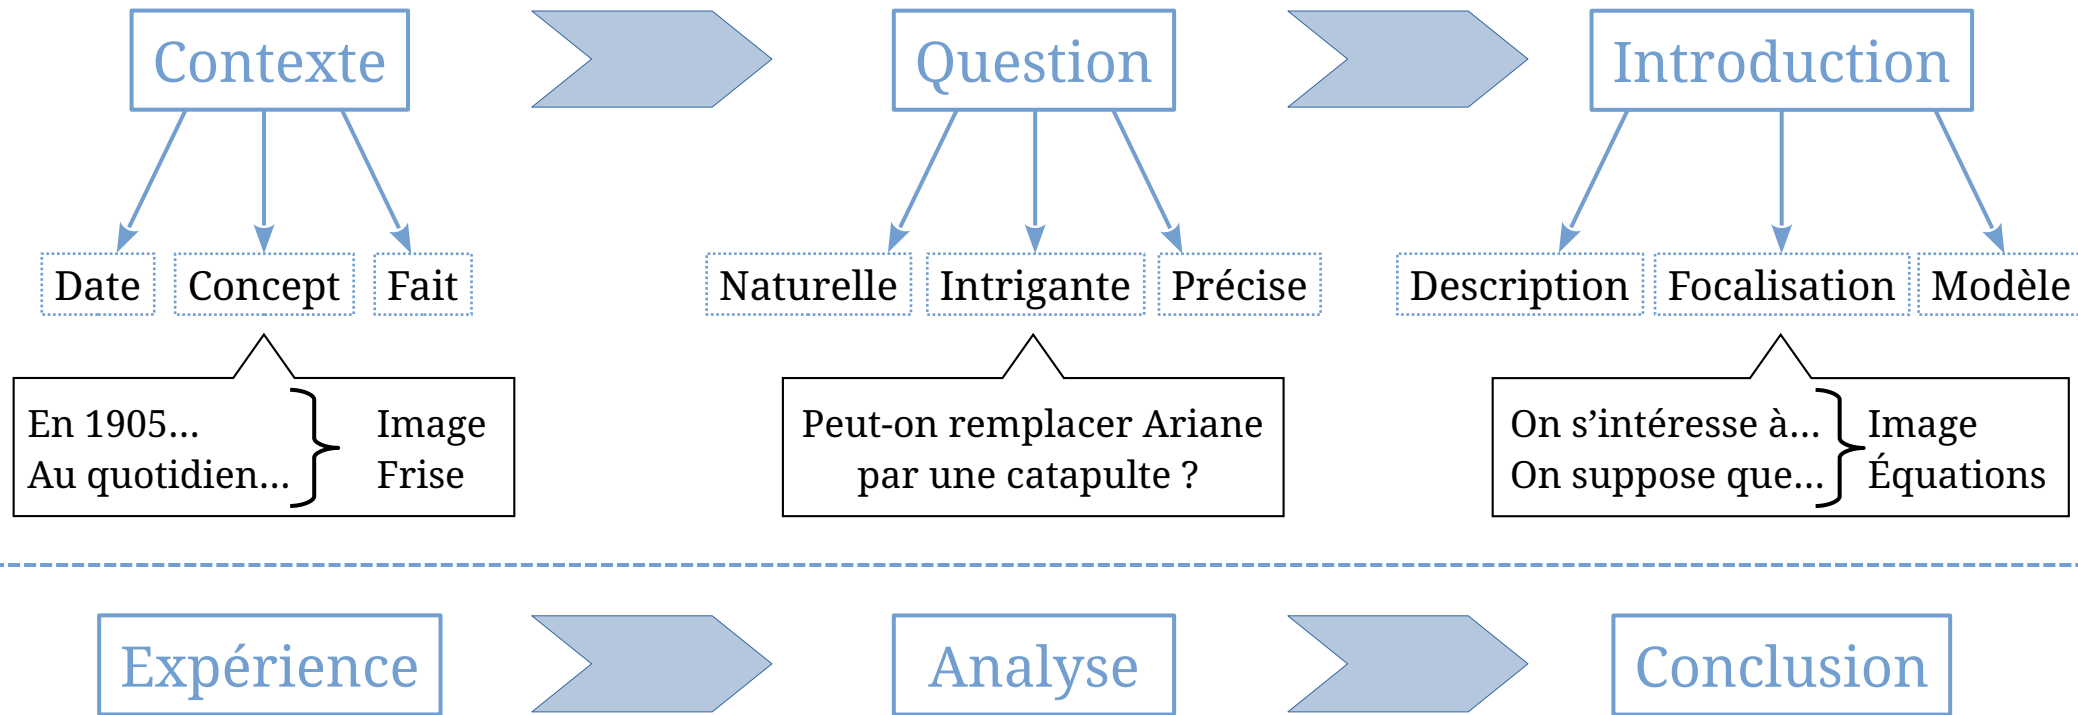 Contexte
Question
Introduction
Date
Concept
Fait
Naturelle
Intrigante
Précise
Description
Focalisation
Modèle
En 1905…
Au quotidien…
Image
Frise
Peut-on remplacer Ariane
par une catapulte ?
On s’intéresse à…
On suppose que…
Image
Équations
Expérience
Analyse
Conclusion